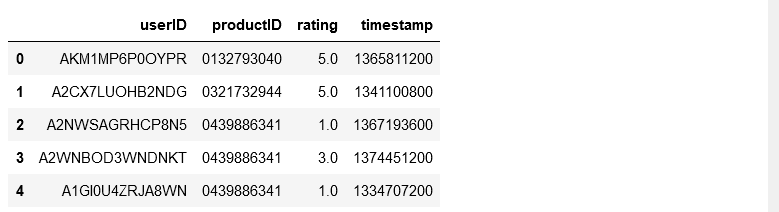 userID productID rating timestamp
0 AKM1MP6P0OYPR 0132793040 5.0 1365811200
1 A2CX7LUOHB2NDG 0321732944 5.0 1341100800
2 A2NWSAGRHCP8N5 0439886341 1.0 1367193600
3 A2WNBOD3WNDNKT 0439886341 3.0 1374451200
4 A1GI0U4ZRJA8WN 0439886341 1.0 1334707200